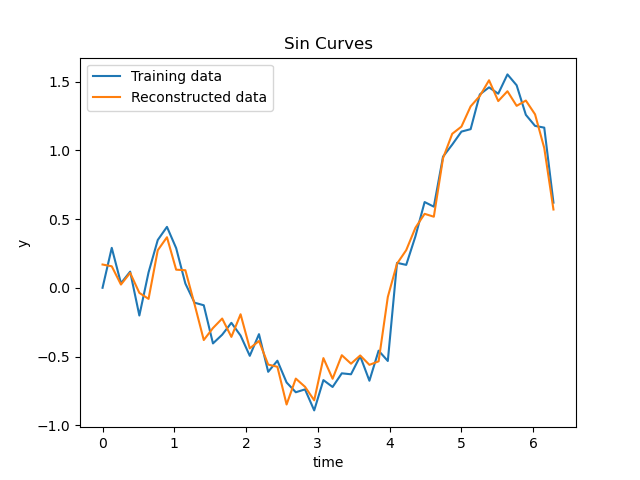 Sin Curves
Training data
Reconstructed data
1.5
1.0
0.5
0.0
−0.5
−1.0
y
0 1 2 3 4 5 6
time